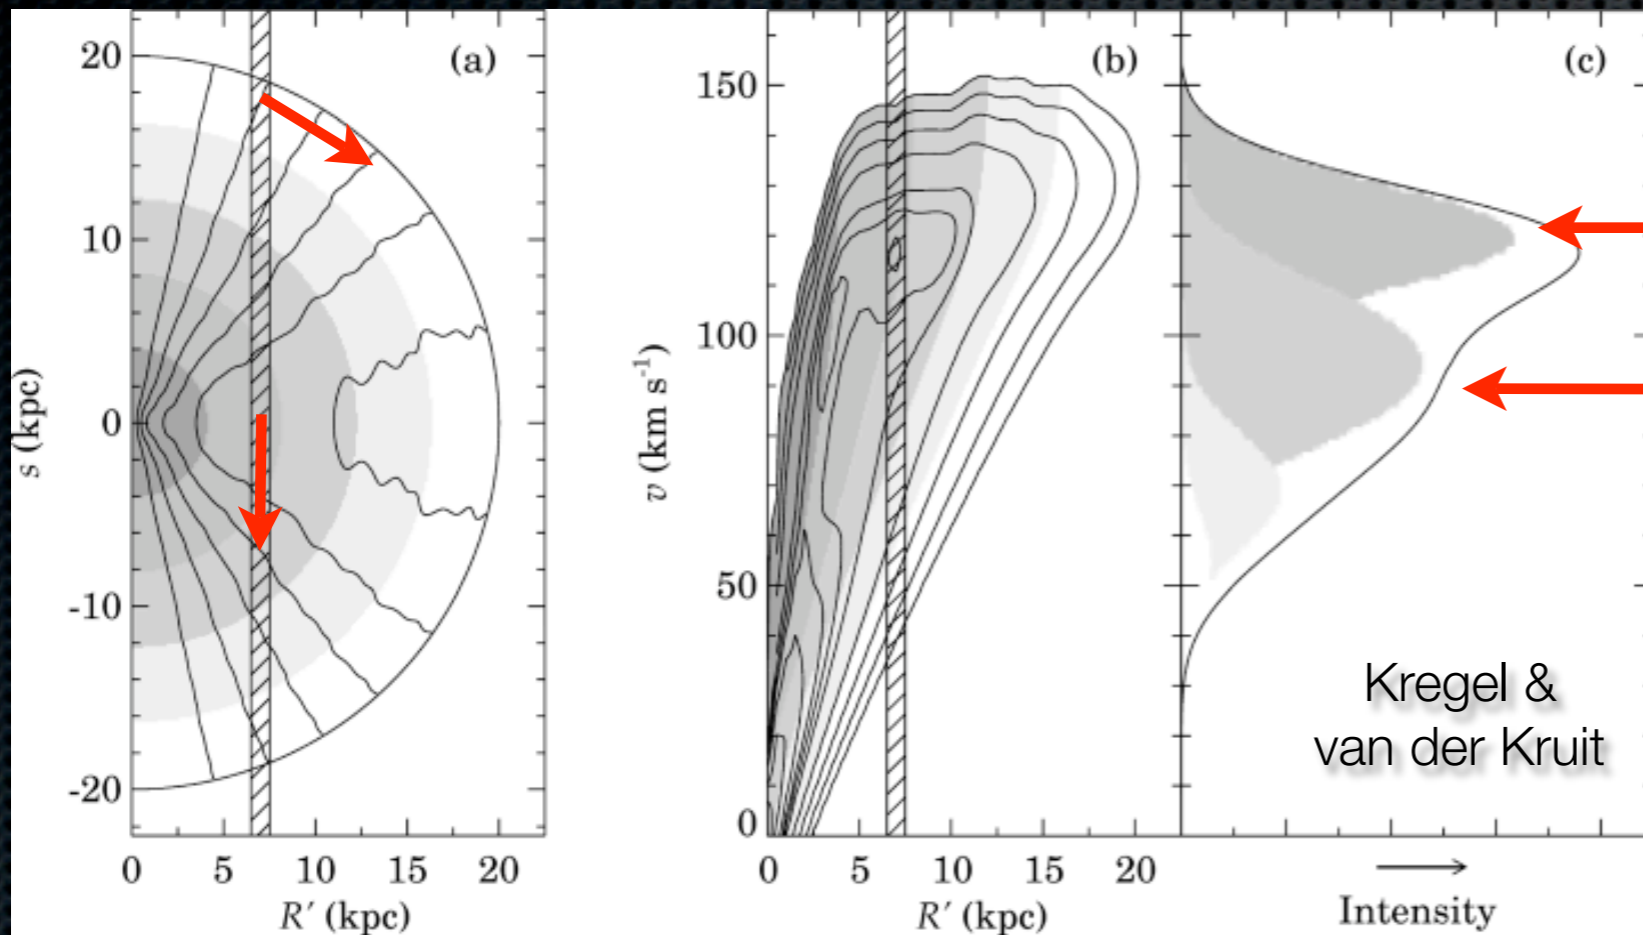 (a)
20
10
0
-10
-20
s (kpc)
0 5 10 15 20
R′ (kpc)
(b)
150
100
50
0
v (km s⁻¹)
0 5 10 15 20
R′ (kpc)
(c)
Kregel &
van der Kruit
Intensity